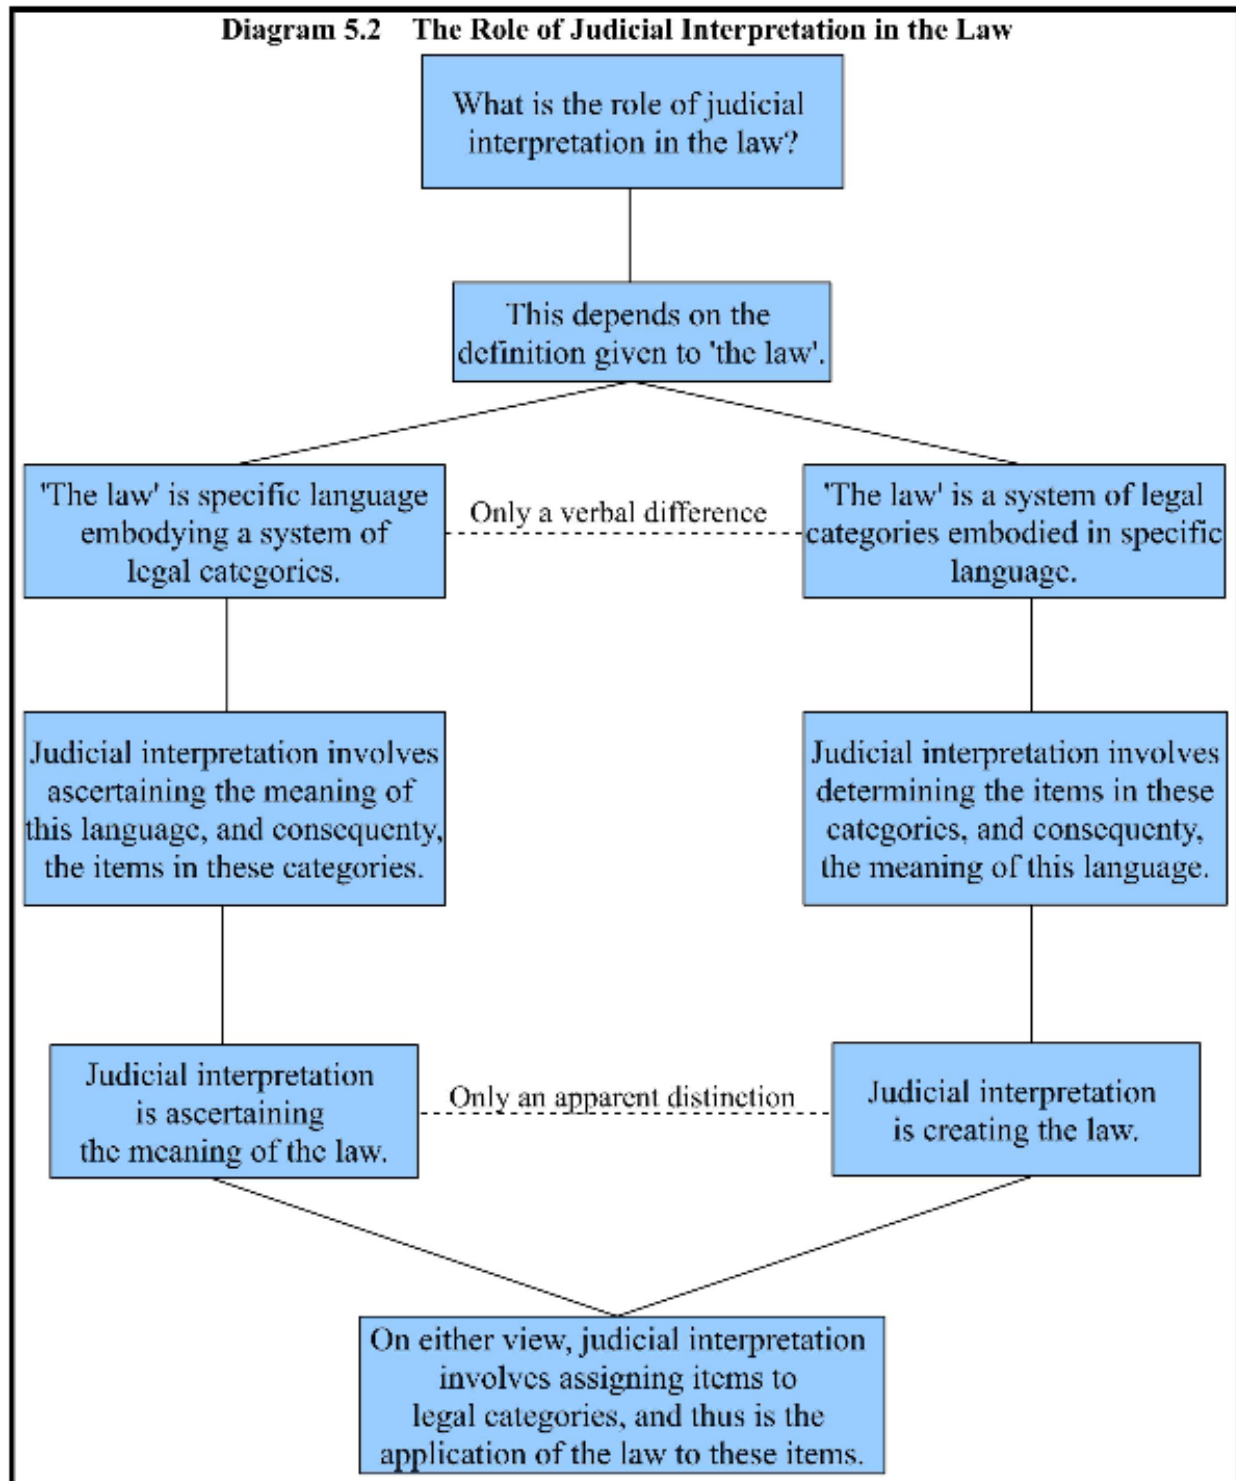 Diagram 5.2 The Role of Judicial Interpretation in the Law
What is the role of judicial
interpretation in the law?
This depends on the
definition given to 'the law'.
'The law' is specific language
embodying a system of
legal categories.
Only a verbal difference
'The law' is a system of legal
categories embodied in specific
language.
Judicial interpretation involves
ascertaining the meaning of
this language, and consequenty,
the items in these categories.
Judicial interpretation involves
determining the items in these
categories, and consequenty,
the meaning of this language.
Judicial interpretation
is ascertaining
the meaning of the law.
Only an apparent distinction
Judicial interpretation
is creating the law.
On either view, judicial interpretation
involves assigning items to
legal categories, and thus is the
application of the law to these items.